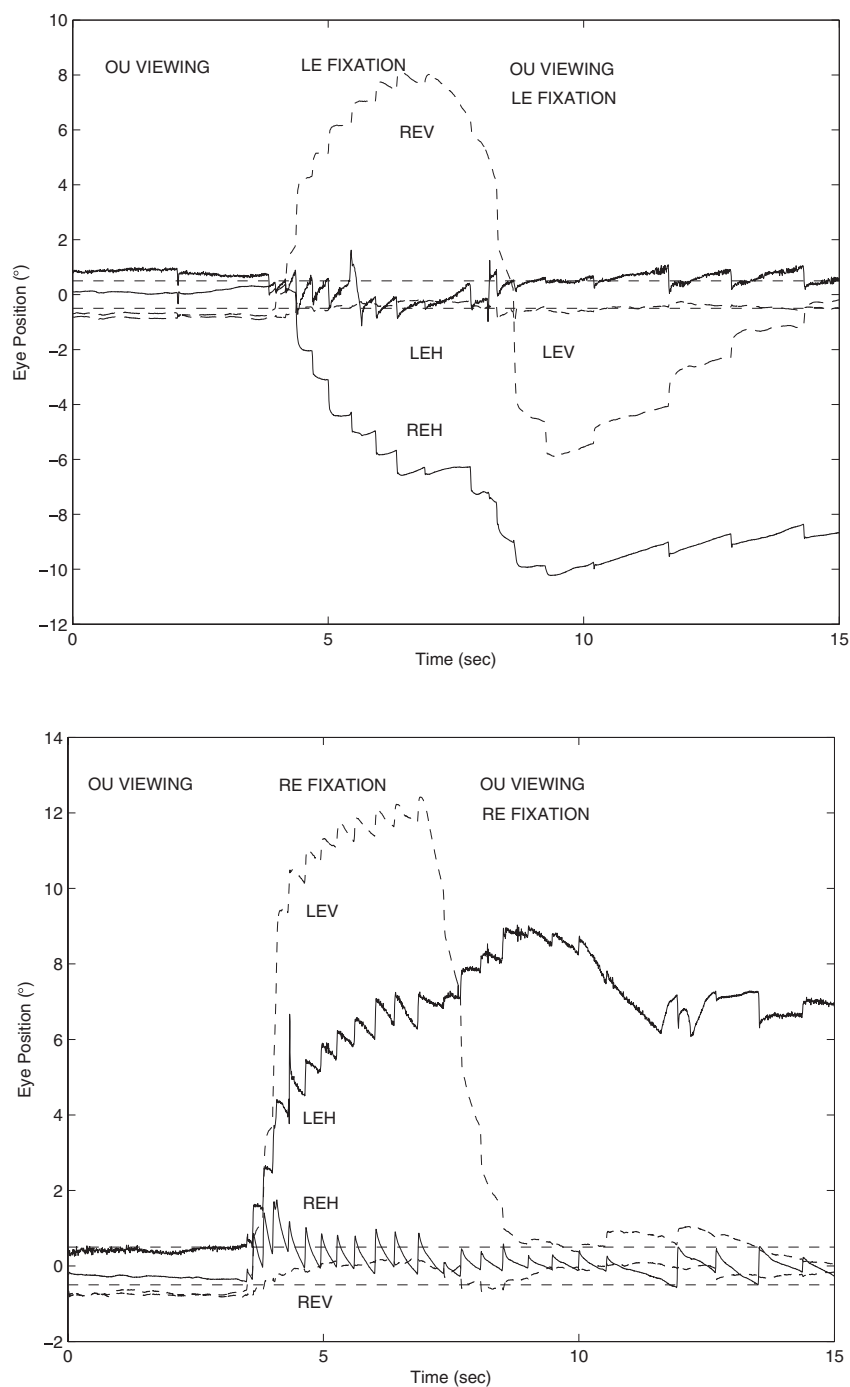 10
OU VIEWING
LE FIXATION
OU VIEWING
LE FIXATION
8
REV
6
4
2
0
−2
LEH
LEV
−4
REH
−6
−8
−10
−12
Eye Position (°)
0
5
10
15
Time (sec)
14
OU VIEWING
RE FIXATION
OU VIEWING
RE FIXATION
12
10
LEV
8
6
4
LEH
2
REH
0
REV
−2
Eye Position (°)
0
5
10
15
Time (sec)